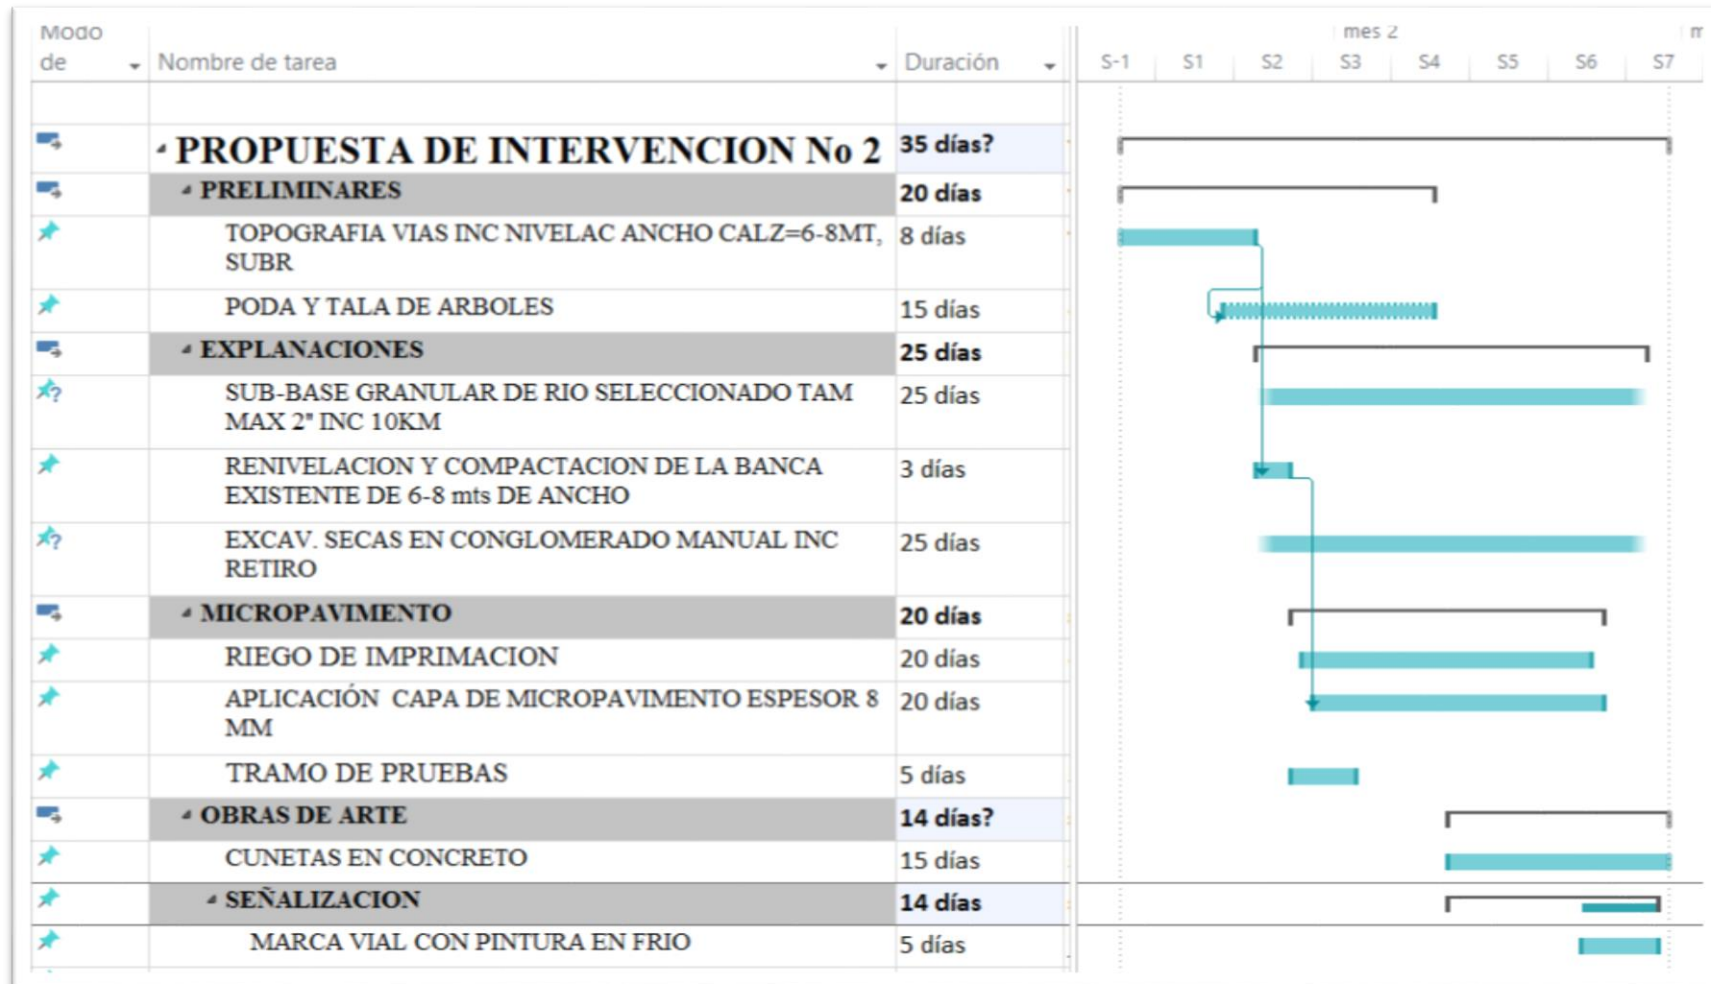 Modo
de
Nombre de tarea
Duración
mes 2
m
S-1 S1 S2 S3 S4 S5 S6 S7
PROPUESTA DE INTERVENCION No 2 35 días?
PRELIMINARES 20 días
TOPOGRAFIA VIAS INC NIVELAC ANCHO CALZ=6-8MT, 8 días
SUBR
PODA Y TALA DE ARBOLES 15 días
EXPLANACIONES 25 días
SUB-BASE GRANULAR DE RIO SELECCIONADO TAM 25 días
MAX 2" INC 10KM
RENIVELACION Y COMPACTACION DE LA BANCA 3 días
EXISTENTE DE 6-8 mts DE ANCHO
EXCAV. SECAS EN CONGLOMERADO MANUAL INC 25 días
RETIRO
MICROPAVIMENTO 20 días
RIEGO DE IMPRIMACION 20 días
APLICACIÓN CAPA DE MICROPAVIMENTO ESPESOR 8 20 días
MM
TRAMO DE PRUEBAS 5 días
OBRAS DE ARTE 14 días?
CUNETAS EN CONCRETO 15 días
SEÑALIZACION 14 días
MARCA VIAL CON PINTURA EN FRIO 5 días